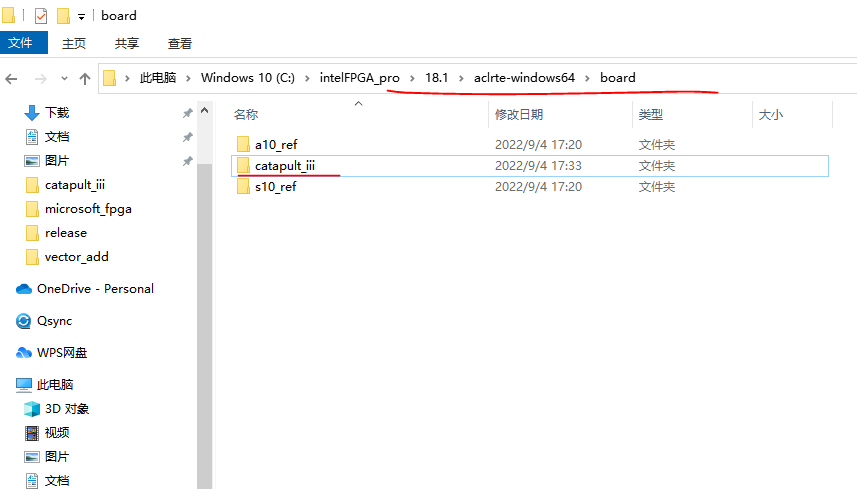 board
文件 主页 共享 查看
此电脑 Windows 10 (C:) intelFPGA_pro 18.1 aclrte-windows64 board
名称 修改日期 类型 大小
下载
文档
图片
catapult_iii
microsoft_fpga
release
vector_add
OneDrive - Personal
Qsync
WPS网盘
此电脑
3D 对象
视频
图片
文档
a10_ref 2022/9/4 17:20 文件夹
catapult_iii 2022/9/4 17:33 文件夹
s10_ref 2022/9/4 17:20 文件夹